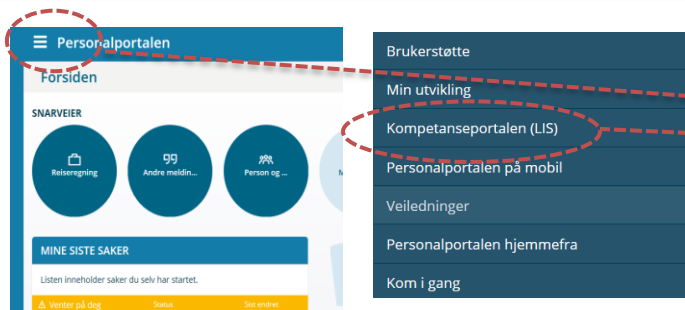 Personalportalen
Forsiden
SNARVEIER
Reiseregning
Andre meldin...
Person og ...
M
MINE SISTE SAKER
Listen inneholder saker du selv har startet.
Venter på deg Status Sist endret
Brukerstøtte
Min utvikling
Kompetanseportalen (LIS)
Personalportalen på mobil
Veiledninger
Personalportalen hjemmefra
Kom i gang